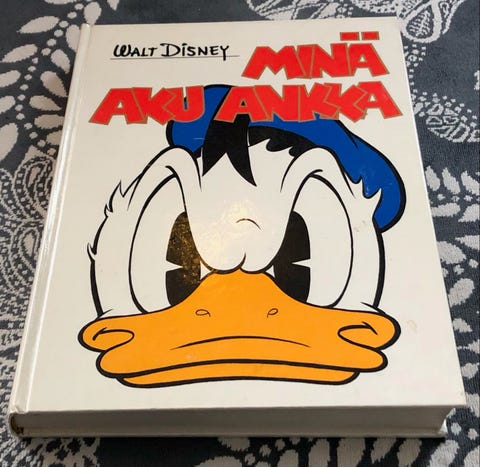 WALT DISNEY
MINÄ
AKU ANKKA